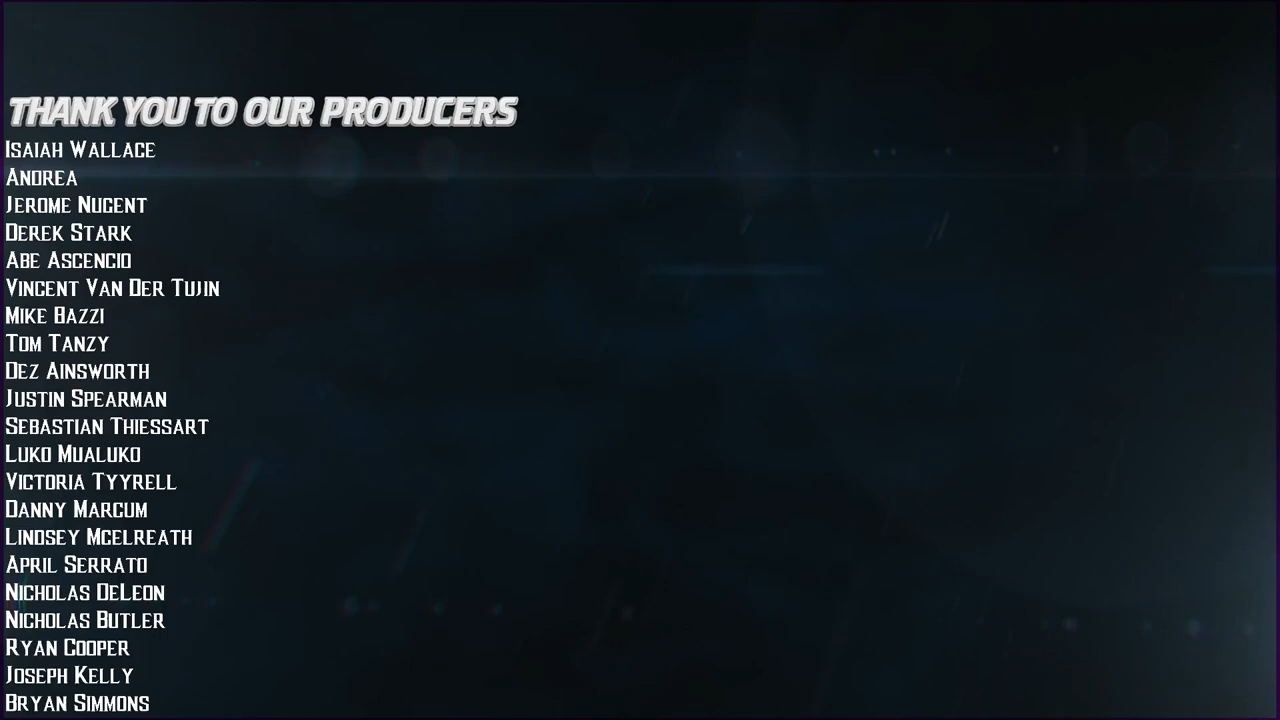 THANK YOU TO OUR PRODUCERS
ISAIAH WALLACE
ANDREA
JEROME NUGENT
DEREK STARK
ABE ASCENCIO
VINCENT VAN DER TUJIN
MIKE BAZZI
TOM TANZY
DEZ AINSWORTH
JUSTIN SPEARMAN
SEBASTIAN THIESSART
LUKO MUALUKO
VICTORIA TYYRELL
DANNY MARCUM
LINDSEY MCELREATH
APRIL SERRATO
NICHOLAS DELEON
NICHOLAS BUTLER
RYAN COOPER
JOSEPH KELLY
BRYAN SIMMONS